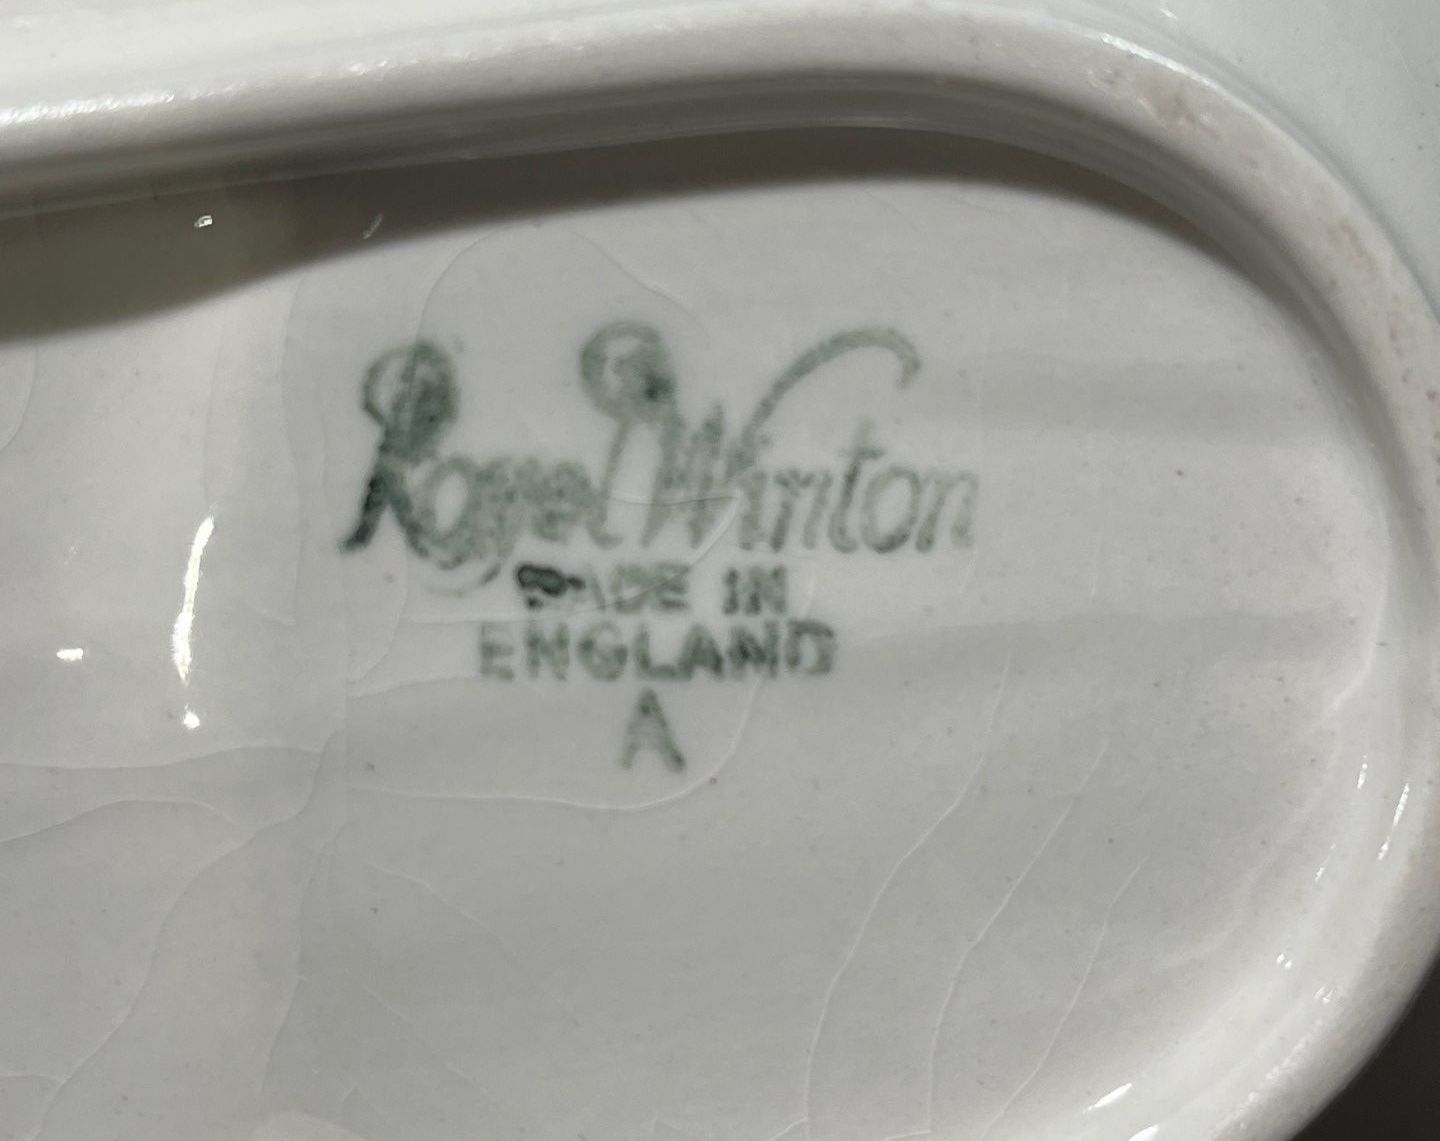 Royal Winton
MADE IN
ENGLAND
A